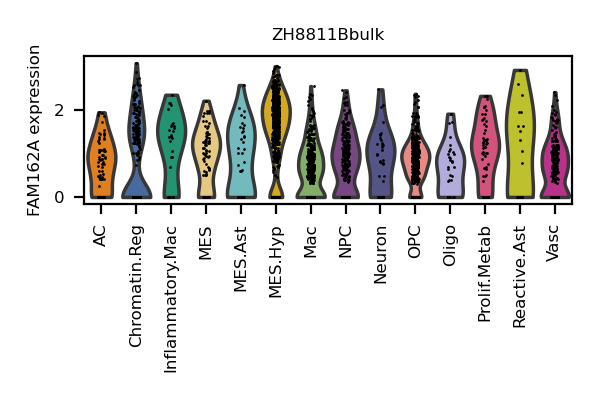 ZH8811Bbulk
FAM162A expression
2
0
AC
Chromatin.Reg
Inflammatory.Mac
MES
MES.Ast
MES.Hyp
Mac
NPC
Neuron
OPC
Oligo
Prolif.Metab
Reactive.Ast
Vasc